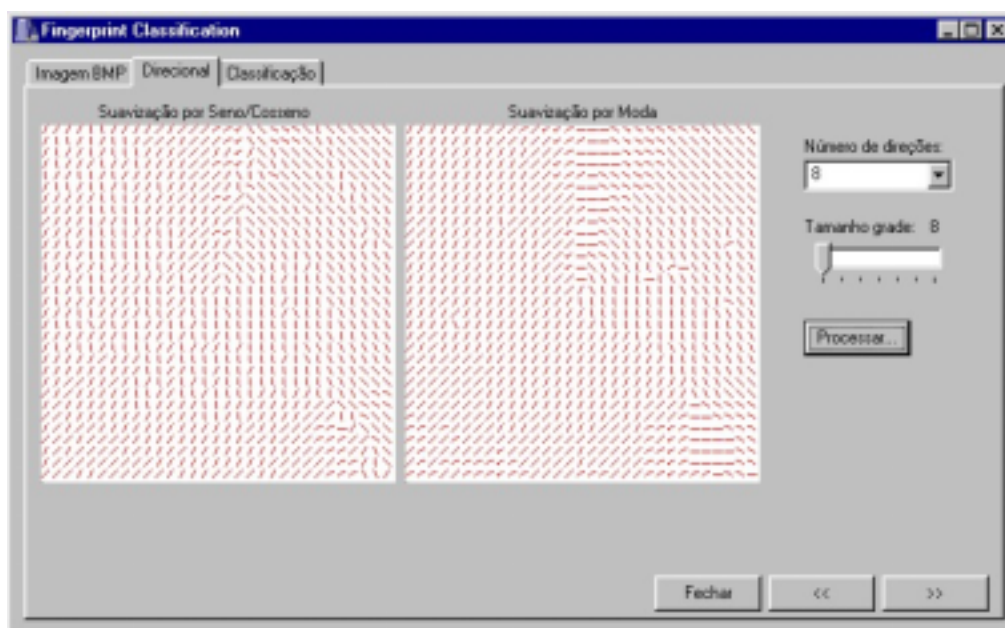 Fingerprint Classification
Imagem BMP Direcional Classificação
Suavização por Seno/Cosseno
Suavização por Moda
Número de direções:
8
Tamanho grade: 8
Processar...
Fechar << >>